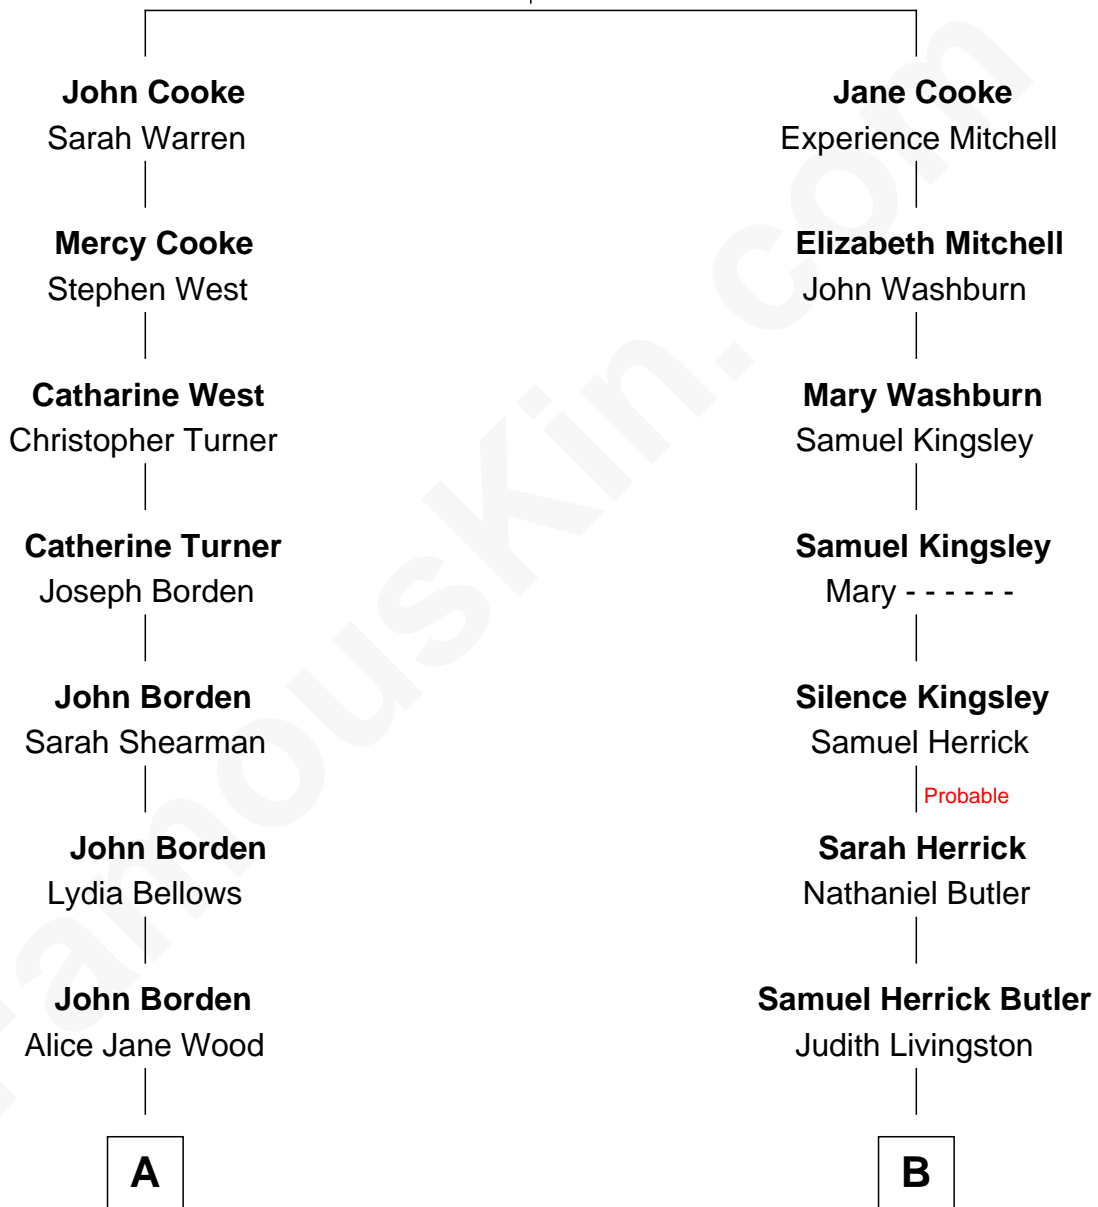 John Cooke
Sarah Warren
Mercy Cooke
Stephen West
Catharine West
Christopher Turner
Catherine Turner
Joseph Borden
John Borden
Sarah Shearman
John Borden
Lydia Bellows
John Borden
Alice Jane Wood
A
Jane Cooke
Experience Mitchell
Elizabeth Mitchell
John Washburn
Mary Washburn
Samuel Kingsley
Samuel Kingsley
Mary - - - - - -
Silence Kingsley
Samuel Herrick
Probable
Sarah Herrick
Nathaniel Butler
Samuel Herrick Butler
Judith Livingston
B
FamousKin.com